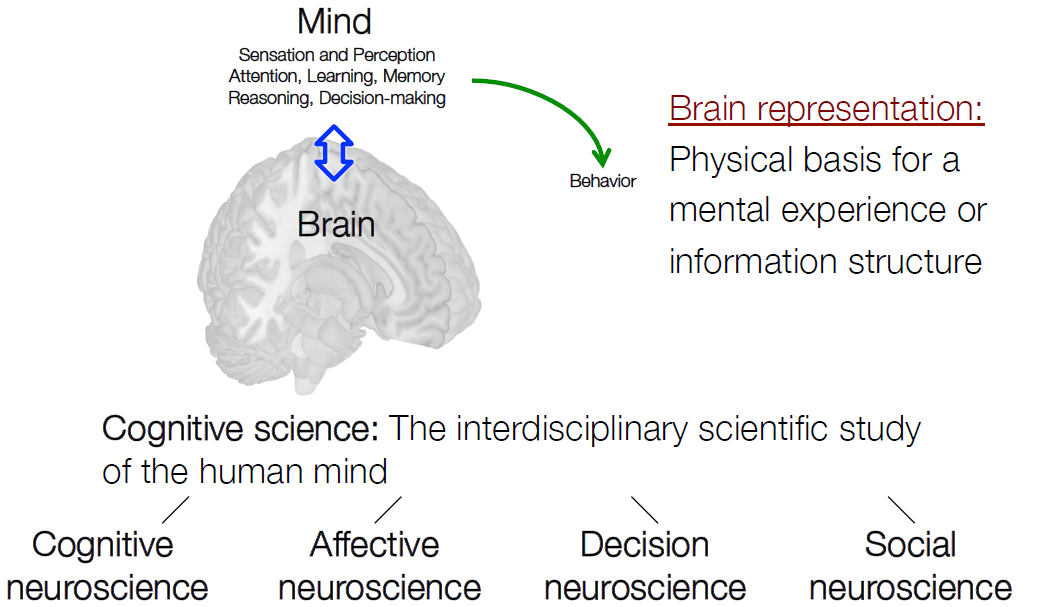 Mind
Sensation and Perception
Attention, Learning, Memory
Reasoning, Decision-making
Brain
Behavior
Brain representation:
Physical basis for a
mental experience or
information structure
Cognitive science: The interdisciplinary scientific study
of the human mind
Cognitive
neuroscience
Affective
neuroscience
Decision
neuroscience
Social
neuroscience